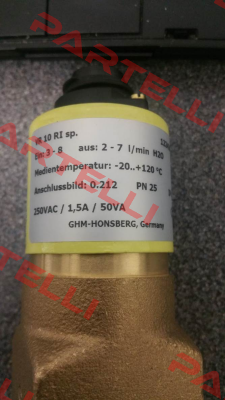 PARTELLI
10 RI sp.
Ein: 3 - 8 aus: 2 - 7 l/min H2O
Medientemperatur: -20..+120 °C
Anschlussbild: 0.212 PN 25
250VAC / 1,5A / 50VA
GHM-HONSBERG, Germany
PARTELLI